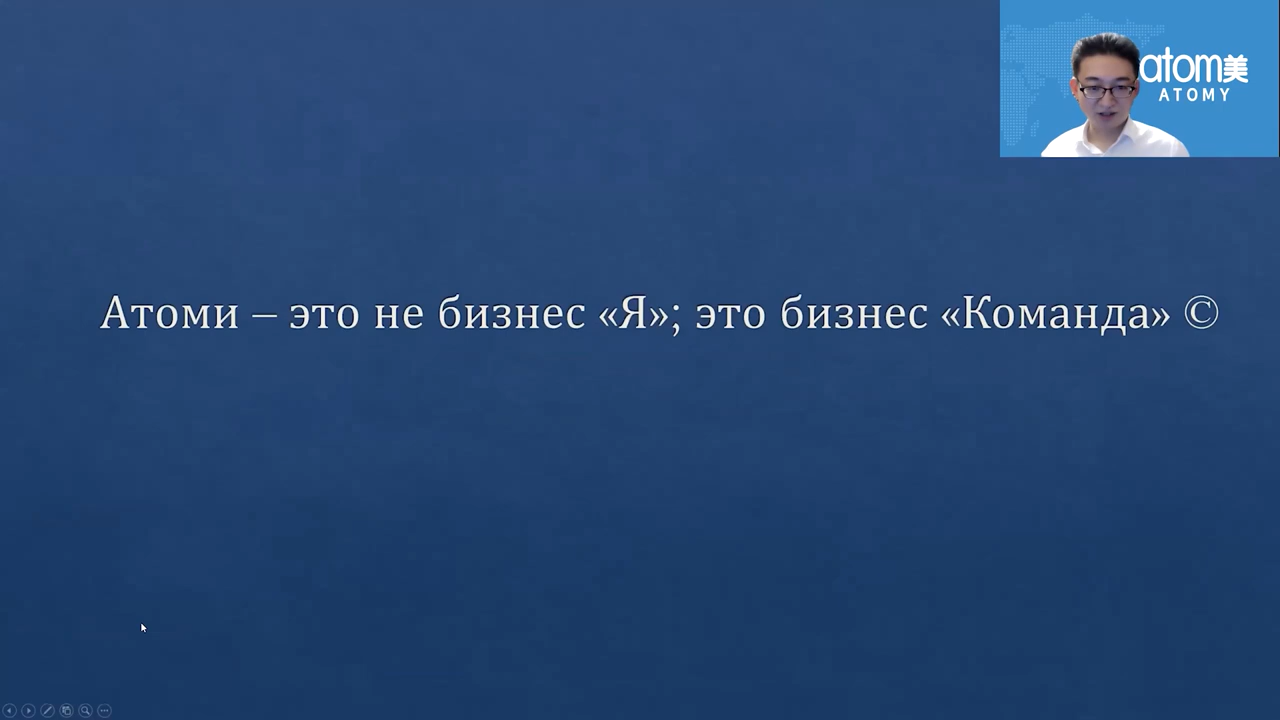 atom美
ATOMY
Атоми – это не бизнес «Я»; это бизнес «Команда» ©